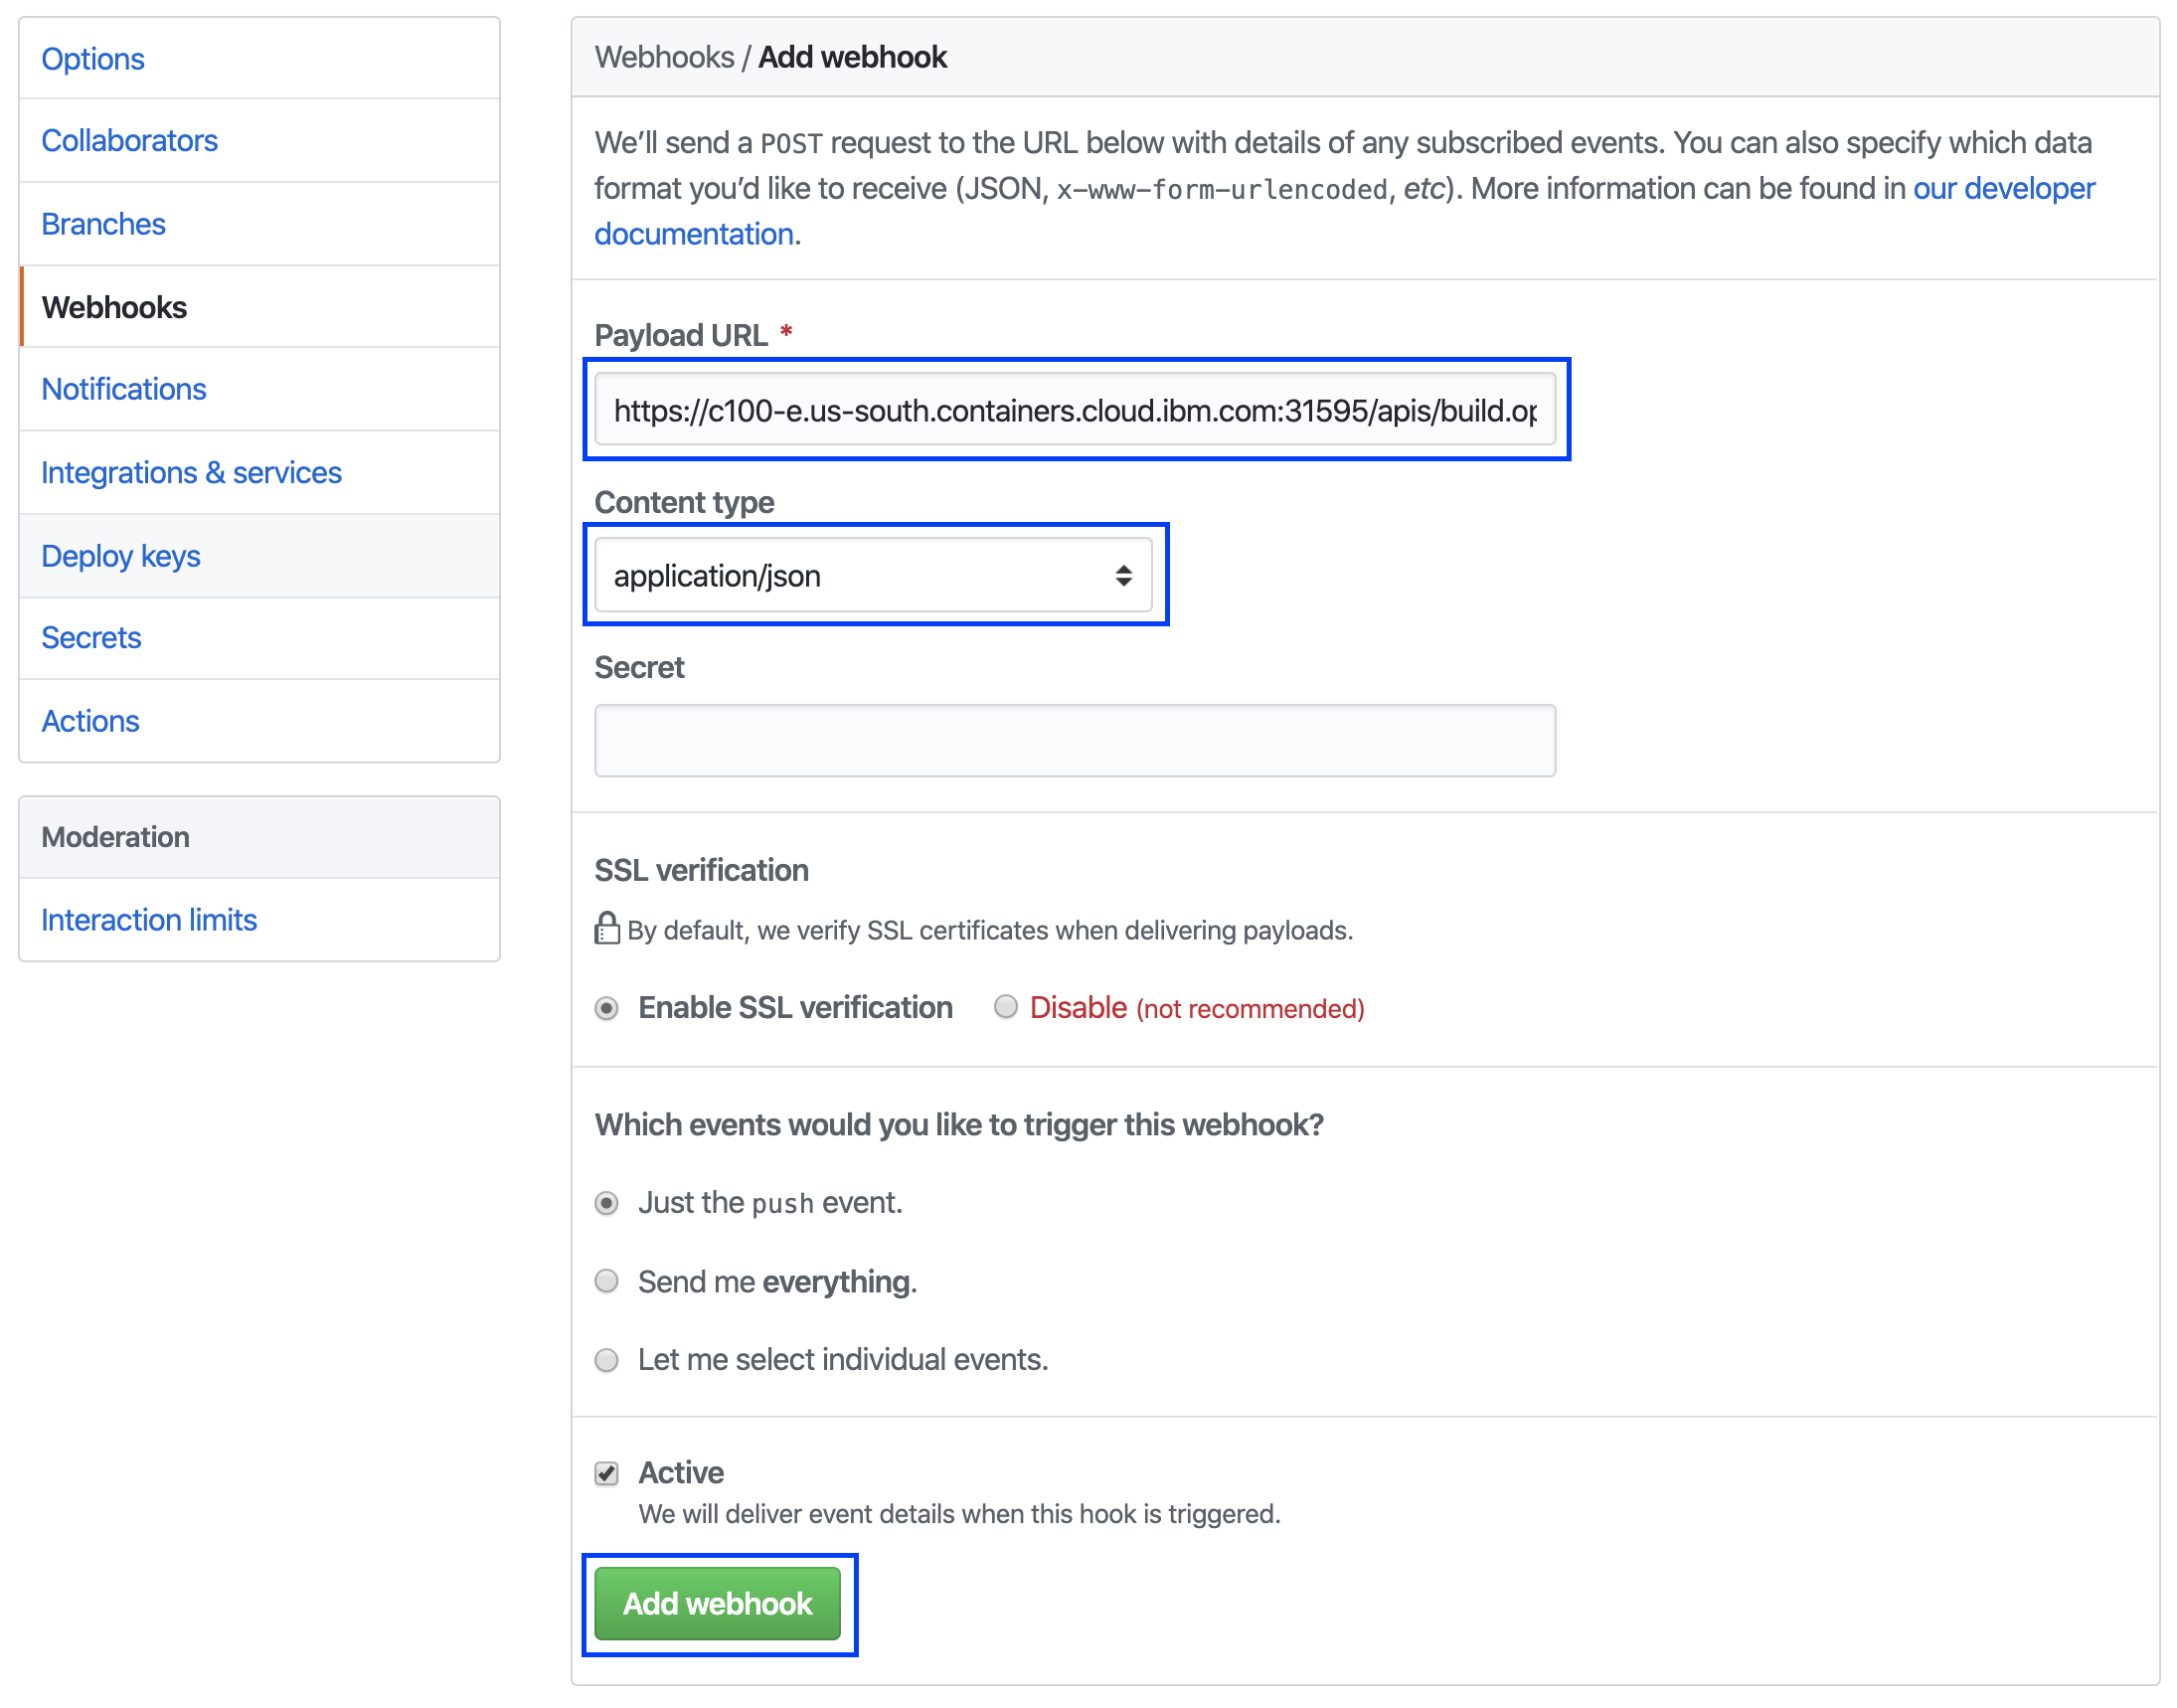 Options
Collaborators
Branches
Webhooks
Notifications
Integrations & services
Deploy keys
Secrets
Actions
Moderation
Interaction limits
Webhooks / Add webhook
We’ll send a POST request to the URL below with details of any subscribed events. You can also specify which data
format you’d like to receive (JSON, x-www-form-urlencoded, etc). More information can be found in our developer
documentation.
Payload URL *
https://c100-e.us-south.containers.cloud.ibm.com:31595/apis/build.op
Content type
application/json
Secret
SSL verification
By default, we verify SSL certificates when delivering payloads.
Enable SSL verification Disable (not recommended)
Which events would you like to trigger this webhook?
Just the push event.
Send me everything.
Let me select individual events.
Active
We will deliver event details when this hook is triggered.
Add webhook